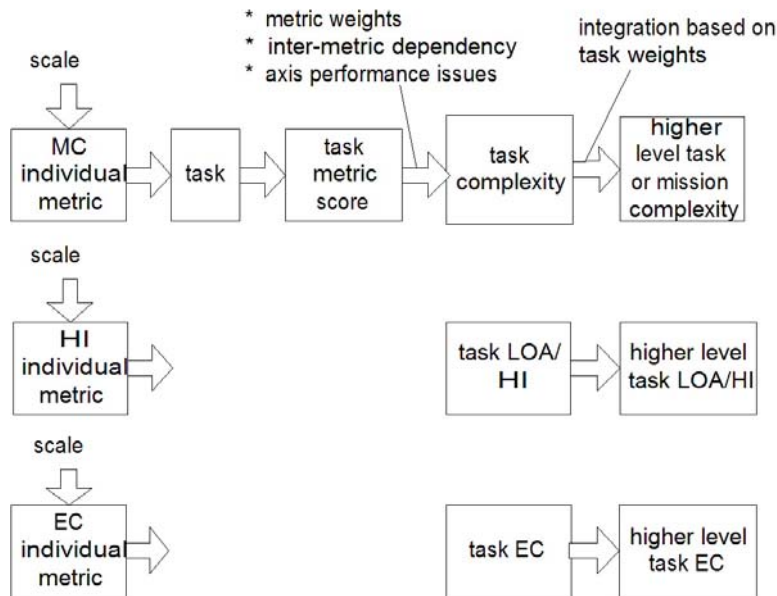 * metric weights
* inter-metric dependency
* axis performance issues
integration based on
task weights
scale
MC
individual
metric
task
task
metric
score
task
complexity
higher
level task
or mission
complexity
scale
HI
individual
metric
task LOA/
HI
higher level
task LOA/HI
scale
EC
individual
metric
task EC
higher level
task EC